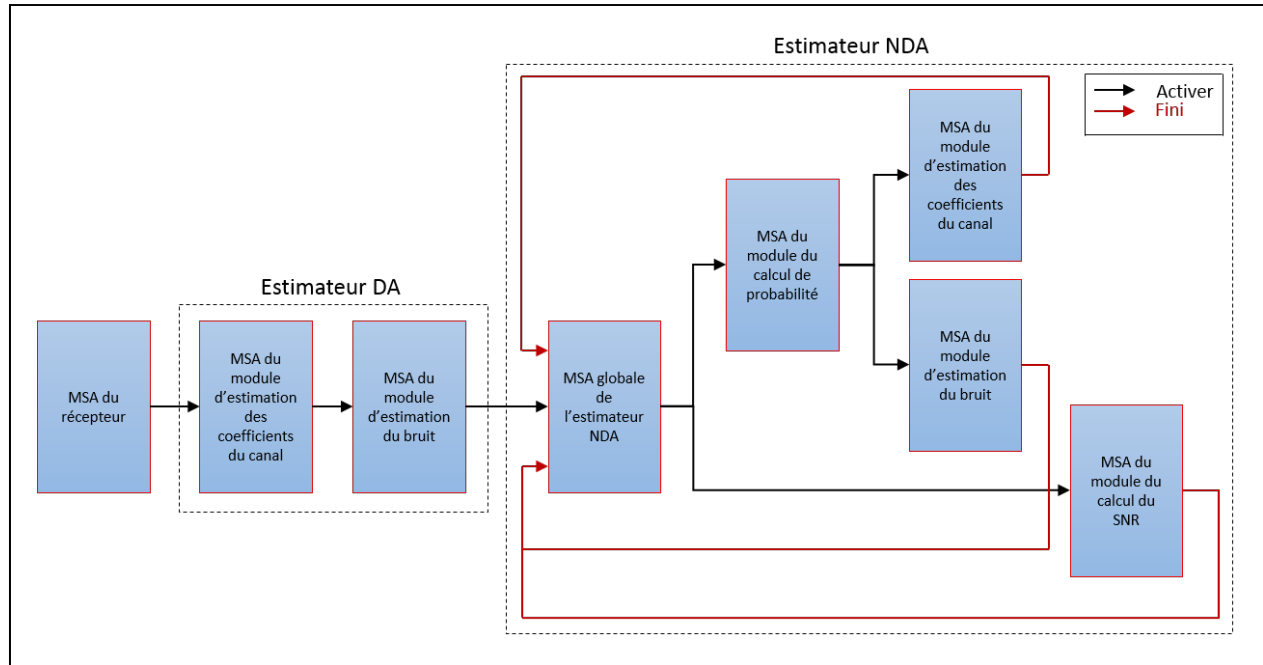 Estimateur NDA
Activer
Fini
MSA du
module
d'estimation
des
coefficients
du canal
MSA du
module du
calcul de
probabilité
Estimateur DA
MSA du
récepteur
MSA du
module
d'estimation
des
coefficients
du canal
MSA du
module
d'estimation
du bruit
MSA globale
de
l'estimateur
NDA
MSA du
module
d'estimation
du bruit
MSA du
module du
calcul du
SNR